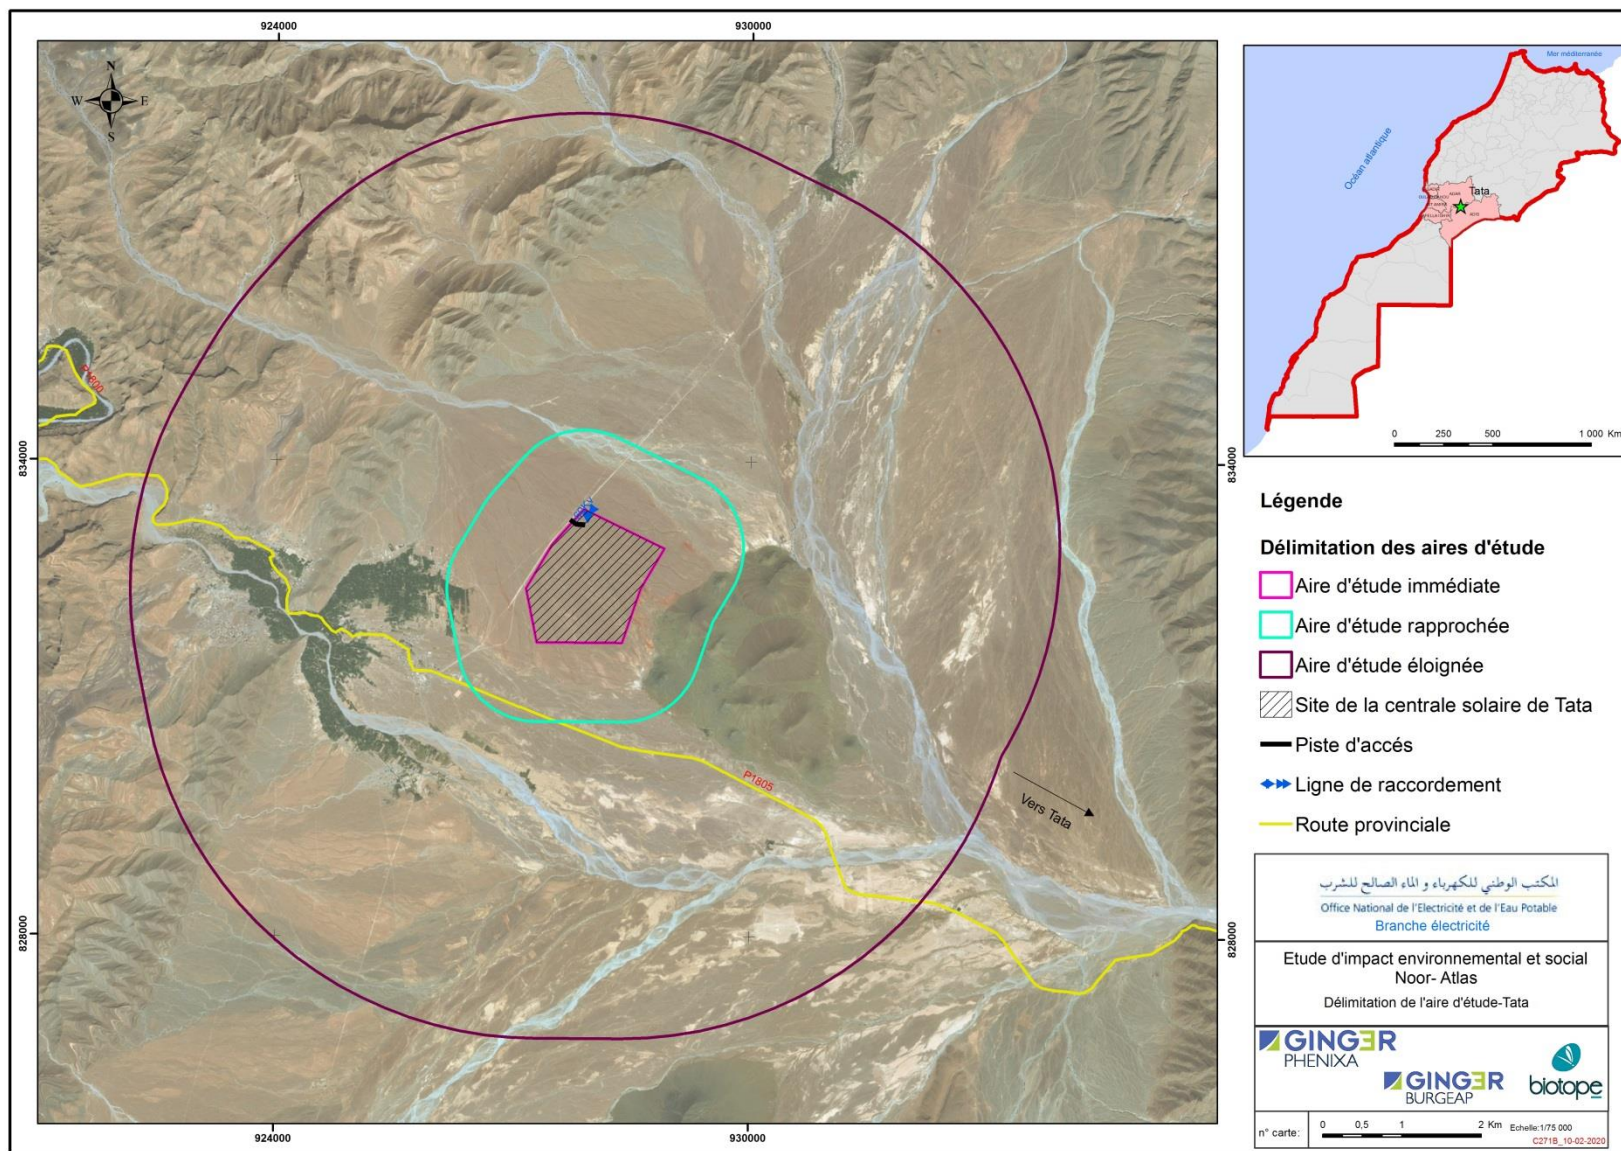 924000
930000
N
W
E
S
P1800
834000
834000
P1805
Vers Tata
828000
828000
924000
930000
Mer méditerranée
Océan atlantique
Tata
0 250 500 1 000 Km
Légende
Délimitation des aires d'étude
Aire d'étude immédiate
Aire d'étude rapprochée
Aire d'étude éloignée
Site de la centrale solaire de Tata
Piste d'accés
Ligne de raccordement
Route provinciale
المكتب الوطني للكهرباء و الماء الصالح للشرب
Office National de l'Electricité et de l'Eau Potable
Branche électricité
Etude d'impact environnemental et social
Noor- Atlas
Délimitation de l'aire d'étude-Tata
GINGER
PHENIXA
GINGER
BURGEAP
biotope
n° carte:
0 0,5 1 2 Km
Echelle:1/75 000
C271B_10-02-2020